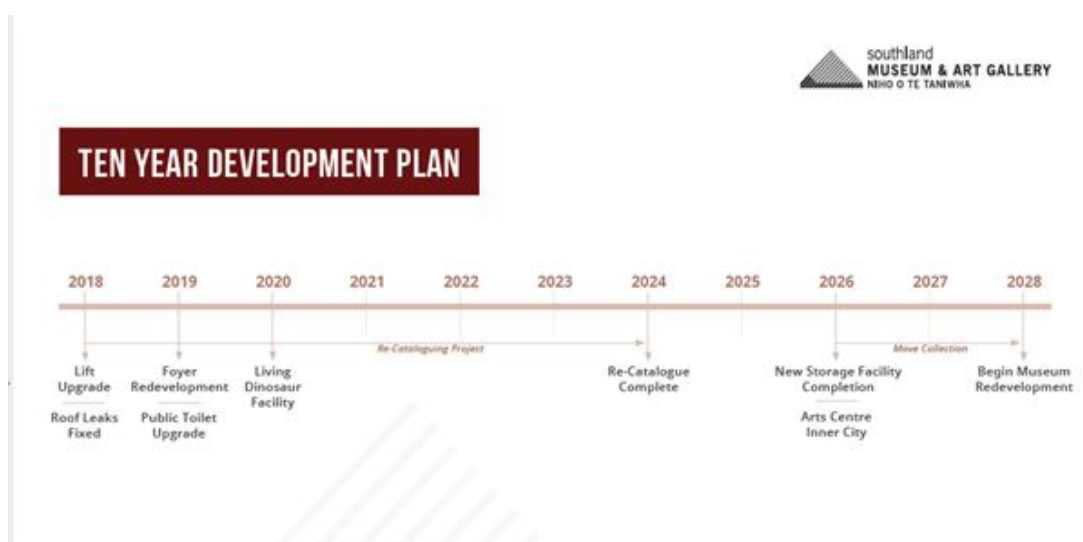 southland
MUSEUM & ART GALLERY
NIHO O TE TANIWHA
TEN YEAR DEVELOPMENT PLAN
2018 2019 2020 2021 2022 2023 2024 2025 2026 2027 2028
Re-Cataloguing Project
Move Collection
Lift
Upgrade
Roof Leaks
Fixed
Foyer
Redevelopment
Public Toilet
Upgrade
Living
Dinosaur
Facility
Re-Catalogue
Complete
New Storage Facility
Completion
Arts Centre
Inner City
Begin Museum
Redevelopment